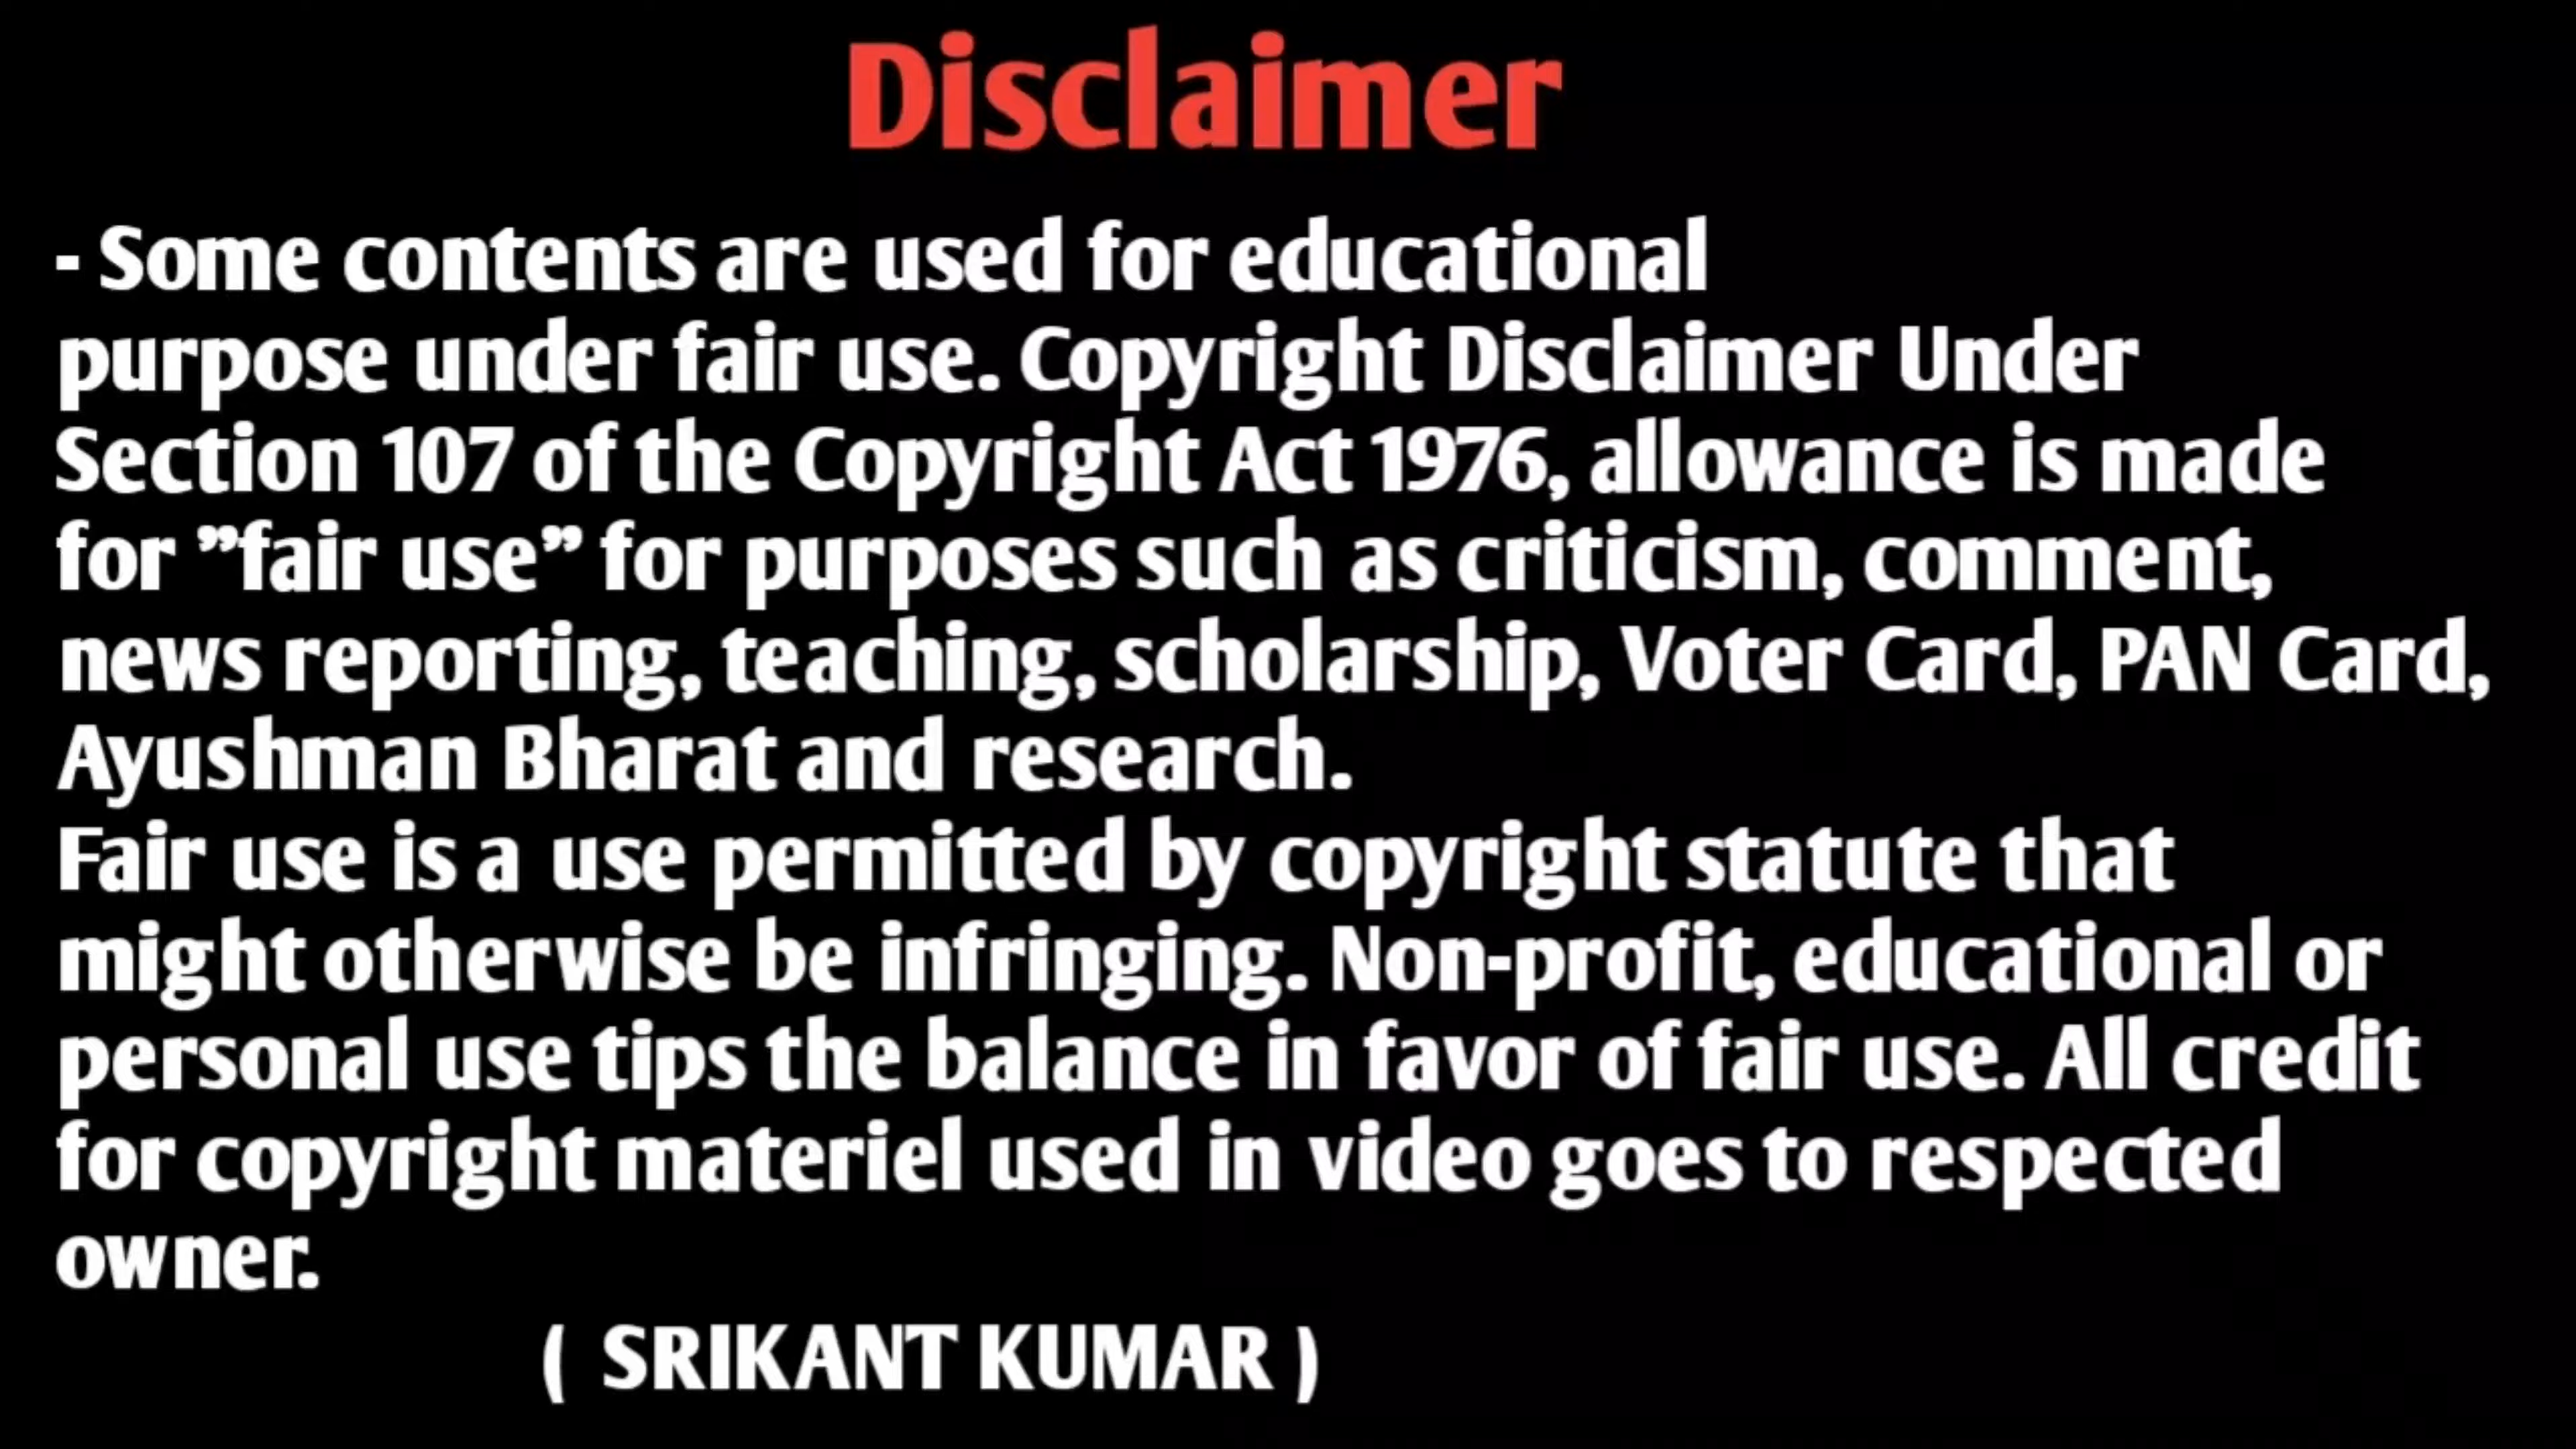 Disclaimer
- Some contents are used for educational
purpose under fair use. Copyright Disclaimer Under
Section 107 of the Copyright Act 1976, allowance is made
for ”fair use” for purposes such as criticism, comment,
news reporting, teaching, scholarship, Voter Card, PAN Card,
Ayushman Bharat and research.
Fair use is a use permitted by copyright statute that
might otherwise be infringing. Non-profit, educational or
personal use tips the balance in favor of fair use. All credit
for copyright materiel used in video goes to respected
owner.
( SRIKANT KUMAR )